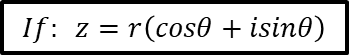 If: z = r(cosθ + isinθ)